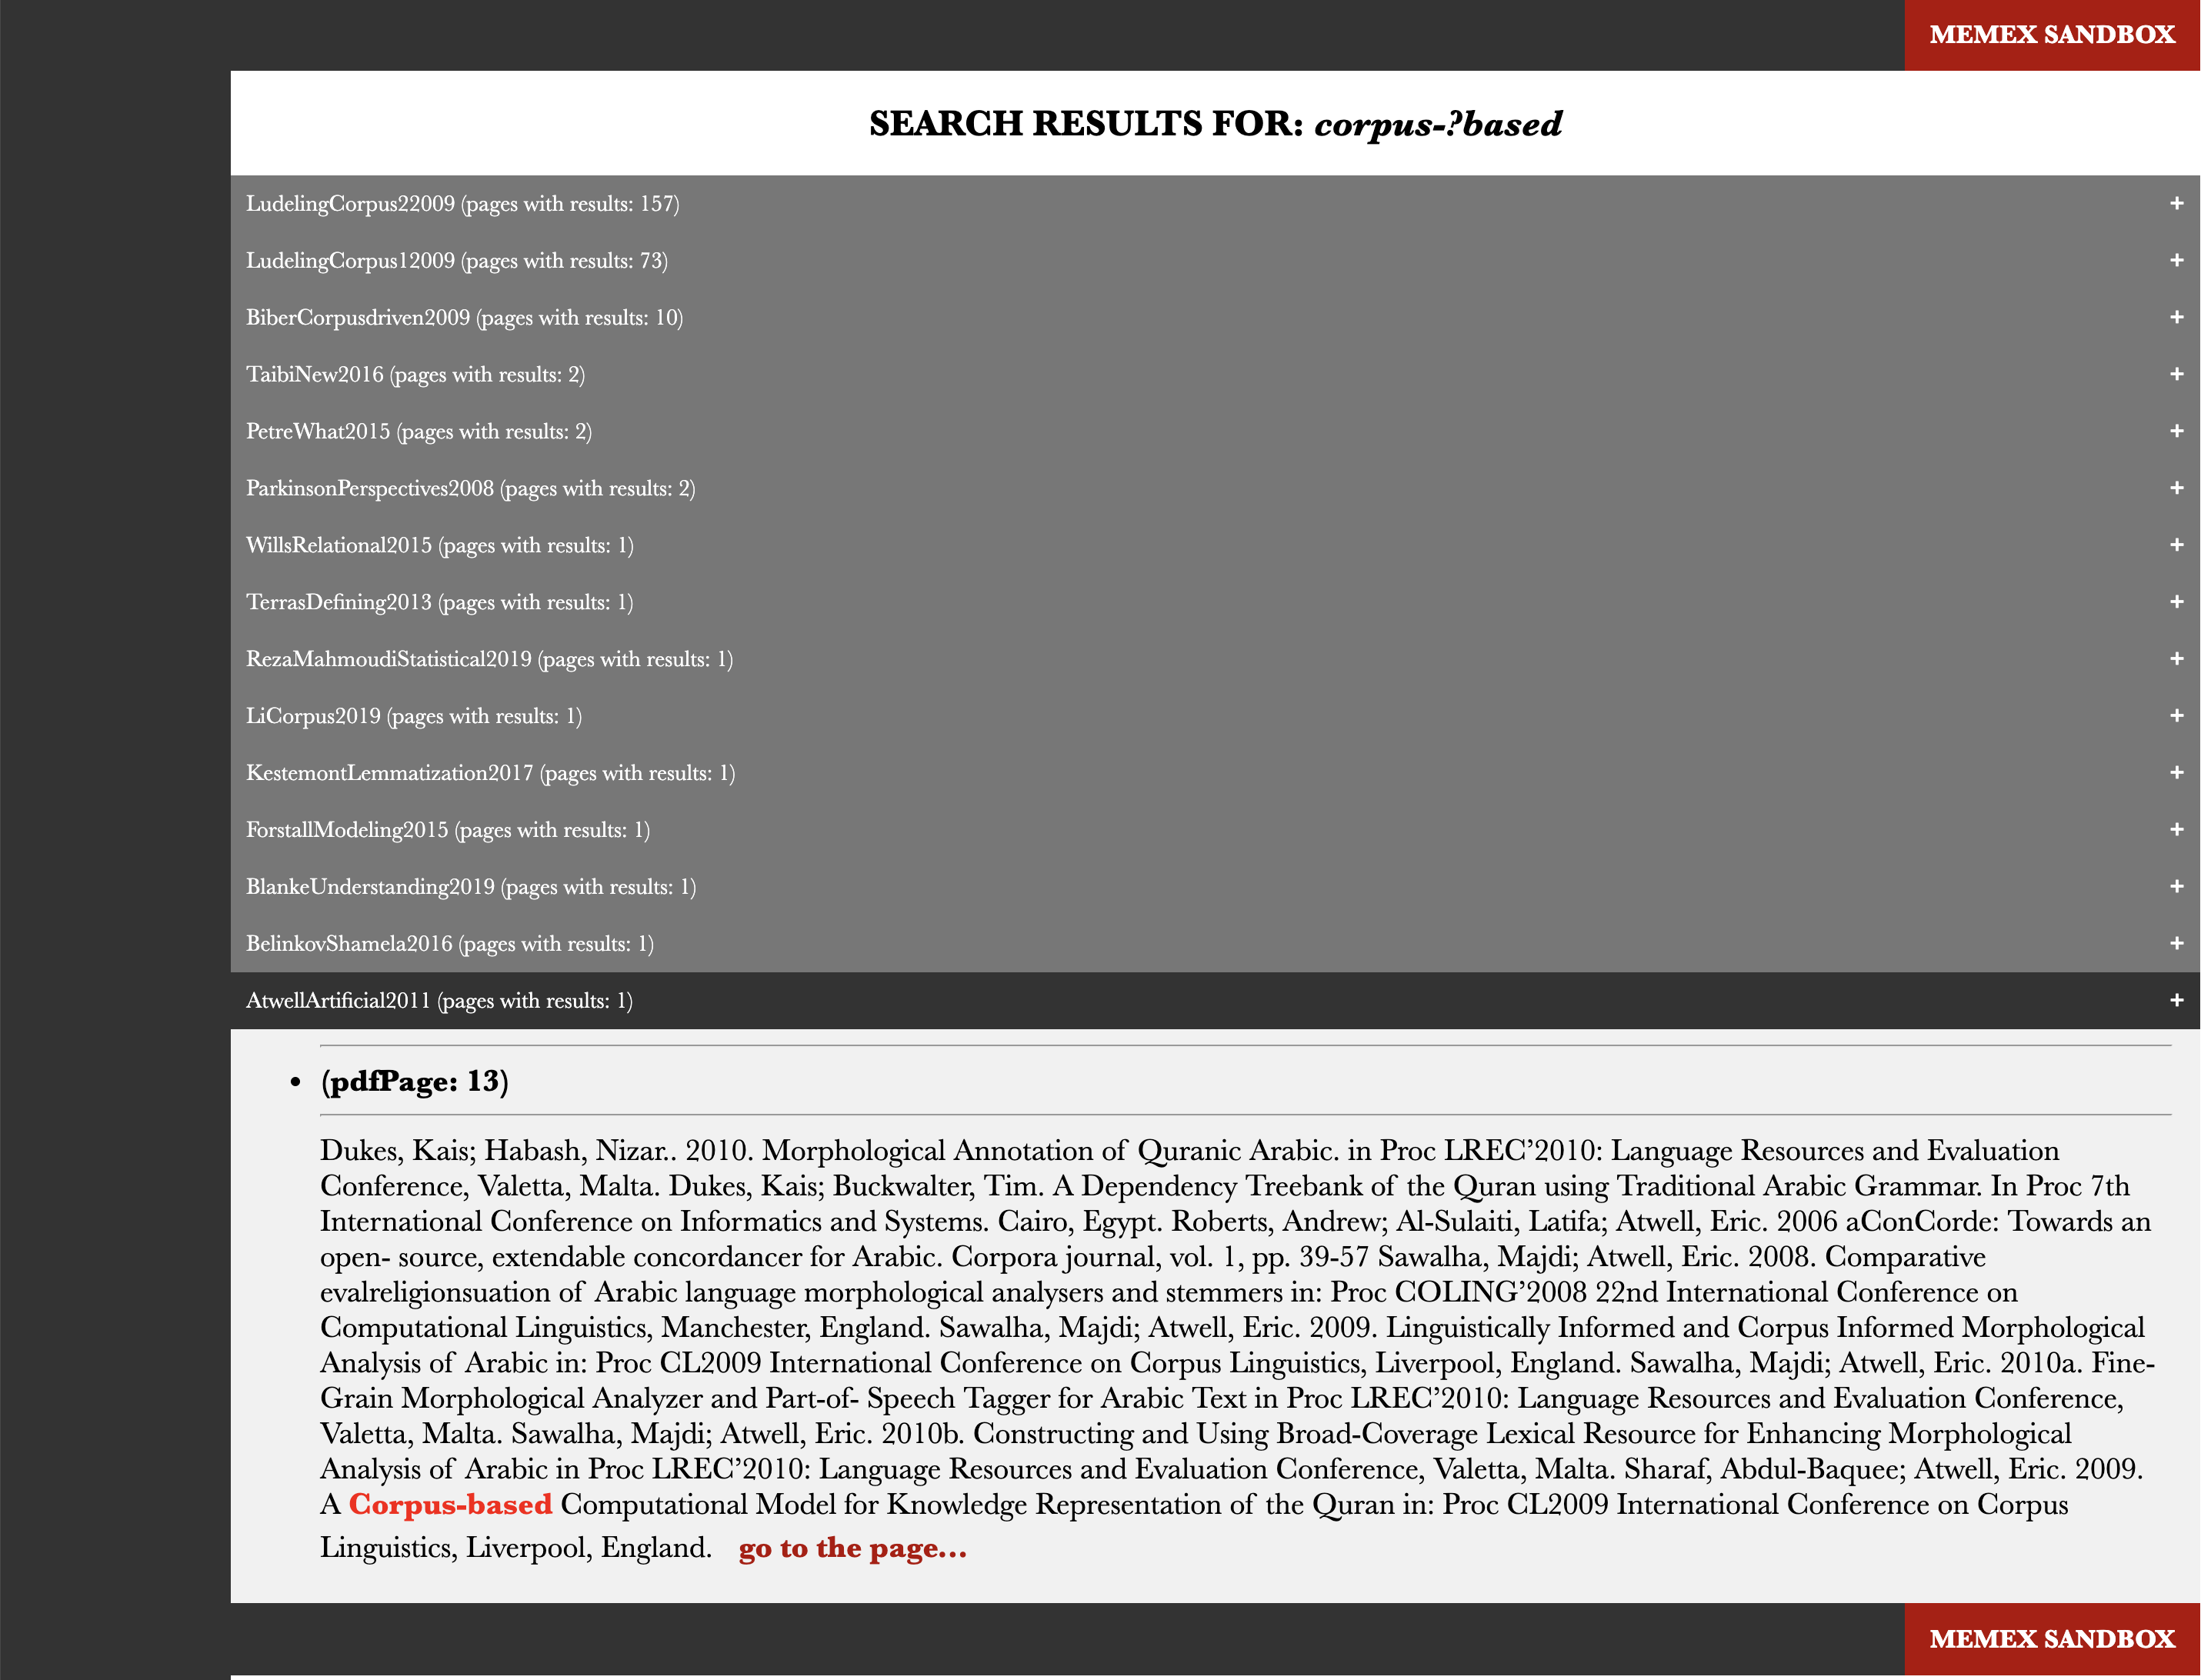 MEMEX SANDBOX
SEARCH RESULTS FOR: corpus-?based
LudelingCorpus22009 (pages with results: 157) +
LudelingCorpus12009 (pages with results: 73) +
BiberCorpusdriven2009 (pages with results: 10) +
TaibiNew2016 (pages with results: 2) +
PetreWhat2015 (pages with results: 2) +
ParkinsonPerspectives2008 (pages with results: 2) +
WillsRelational2015 (pages with results: 1) +
TerrasDefining2013 (pages with results: 1) +
RezaMahmoudiStatistical2019 (pages with results: 1) +
LiCorpus2019 (pages with results: 1) +
KestemontLemmatization2017 (pages with results: 1) +
ForstallModeling2015 (pages with results: 1) +
BlankeUnderstanding2019 (pages with results: 1) +
BelinkovShamela2016 (pages with results: 1) +
AtwellArtificial2011 (pages with results: 1) +
• (pdfPage: 13)
Dukes, Kais; Habash, Nizar.. 2010. Morphological Annotation of Quranic Arabic. in Proc LREC’2010: Language Resources and Evaluation
Conference, Valetta, Malta. Dukes, Kais; Buckwalter, Tim. A Dependency Treebank of the Quran using Traditional Arabic Grammar. In Proc 7th
International Conference on Informatics and Systems. Cairo, Egypt. Roberts, Andrew; Al-Sulaiti, Latifa; Atwell, Eric. 2006 aConCorde: Towards an
open- source, extendable concordancer for Arabic. Corpora journal, vol. 1, pp. 39-57 Sawalha, Majdi; Atwell, Eric. 2008. Comparative
evalreligionsuation of Arabic language morphological analysers and stemmers in: Proc COLING’2008 22nd International Conference on
Computational Linguistics, Manchester, England. Sawalha, Majdi; Atwell, Eric. 2009. Linguistically Informed and Corpus Informed Morphological
Analysis of Arabic in: Proc CL2009 International Conference on Corpus Linguistics, Liverpool, England. Sawalha, Majdi; Atwell, Eric. 2010a. Fine-
Grain Morphological Analyzer and Part-of- Speech Tagger for Arabic Text in Proc LREC’2010: Language Resources and Evaluation Conference,
Valetta, Malta. Sawalha, Majdi; Atwell, Eric. 2010b. Constructing and Using Broad-Coverage Lexical Resource for Enhancing Morphological
Analysis of Arabic in Proc LREC’2010: Language Resources and Evaluation Conference, Valetta, Malta. Sharaf, Abdul-Baquee; Atwell, Eric. 2009.
A Corpus-based Computational Model for Knowledge Representation of the Quran in: Proc CL2009 International Conference on Corpus
Linguistics, Liverpool, England. go to the page...
MEMEX SANDBOX